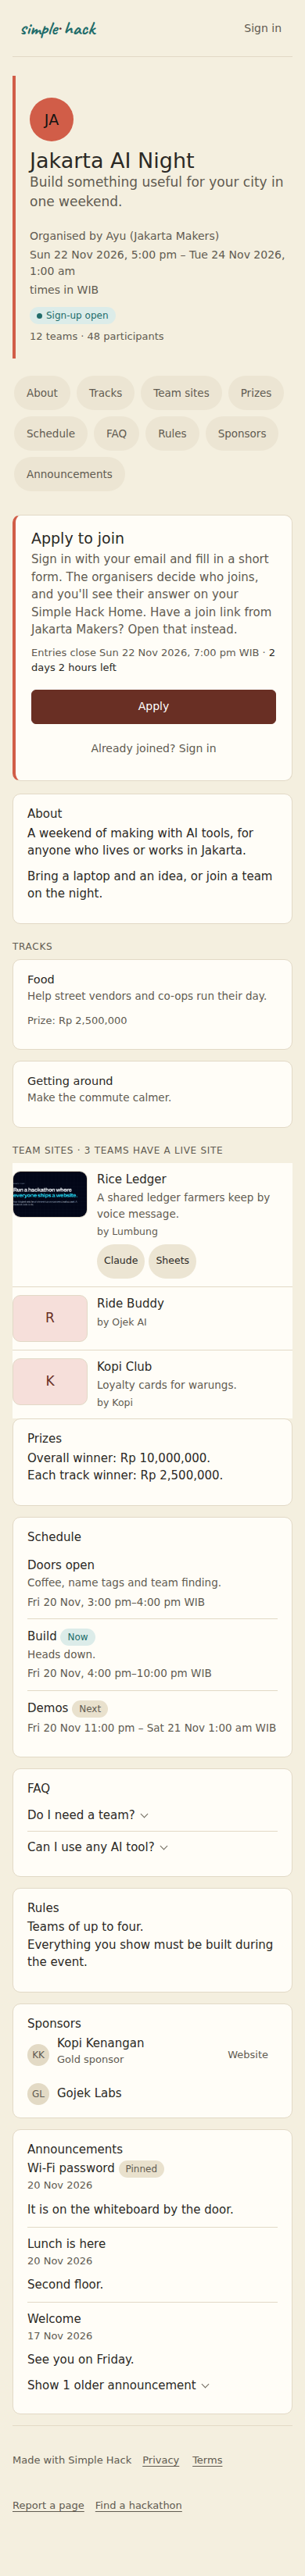 simple hack
Sign in
JA
Jakarta AI Night
Build something useful for your city in
one weekend.
Organised by Ayu (Jakarta Makers)
Sun 22 Nov 2026, 5:00 pm – Tue 24 Nov 2026,
1:00 am
times in WIB
Sign-up open
12 teams · 48 participants
About
Tracks
Team sites
Prizes
Schedule
FAQ
Rules
Sponsors
Announcements
Apply to join
Sign in with your email and fill in a short
form. The organisers decide who joins,
and you'll see their answer on your
Simple Hack Home. Have a join link from
Jakarta Makers? Open that instead.
Entries close Sun 22 Nov 2026, 7:00 pm WIB · 2
days 2 hours left
Apply
Already joined? Sign in
About
A weekend of making with AI tools, for
anyone who lives or works in Jakarta.
Bring a laptop and an idea, or join a team
on the night.
TRACKS
Food
Help street vendors and co-ops run their day.
Prize: Rp 2,500,000
Getting around
Make the commute calmer.
TEAM SITES · 3 TEAMS HAVE A LIVE SITE
Run a hackathon where
everyone ships a website.
Rice Ledger
A shared ledger farmers keep by
voice message.
by Lumbung
Claude
Sheets
R
Ride Buddy
by Ojek AI
K
Kopi Club
Loyalty cards for warungs.
by Kopi
Prizes
Overall winner: Rp 10,000,000.
Each track winner: Rp 2,500,000.
Schedule
Doors open
Coffee, name tags and team finding.
Fri 20 Nov, 3:00 pm–4:00 pm WIB
Build Now
Heads down.
Fri 20 Nov, 4:00 pm–10:00 pm WIB
Demos Next
Fri 20 Nov 11:00 pm – Sat 21 Nov 1:00 am WIB
FAQ
Do I need a team?
Can I use any AI tool?
Rules
Teams of up to four.
Everything you show must be built during
the event.
Sponsors
KK
Kopi Kenangan
Gold sponsor
Website
GL
Gojek Labs
Announcements
Wi-Fi password Pinned
20 Nov 2026
It is on the whiteboard by the door.
Lunch is here
20 Nov 2026
Second floor.
Welcome
17 Nov 2026
See you on Friday.
Show 1 older announcement
Made with Simple Hack Privacy Terms
Report a page Find a hackathon